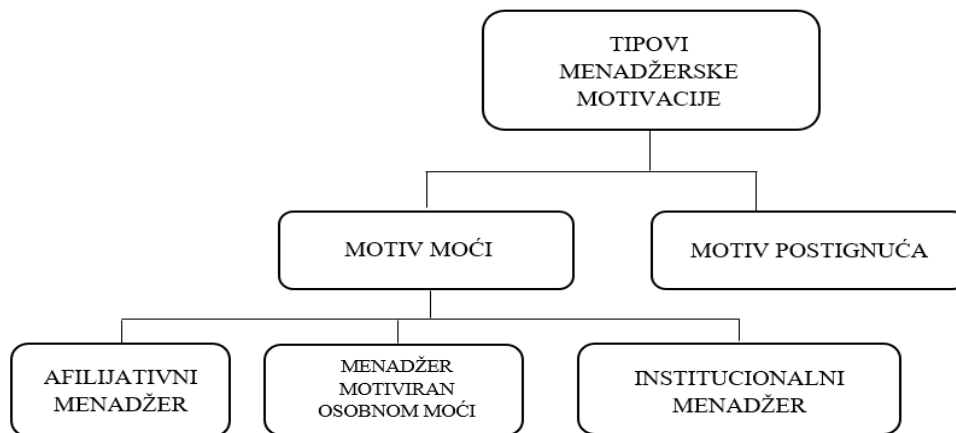 TIPOVI
MENADŽERSKE
MOTIVACIJE
MOTIV MOĆI
MOTIV POSTIGNUĆA
AFILIJATIVNI
MENADŽER
MENADŽER
MOTIVIRAN
OSOBNOM MOĆI
INSTITUCIONALNI
MENADŽER